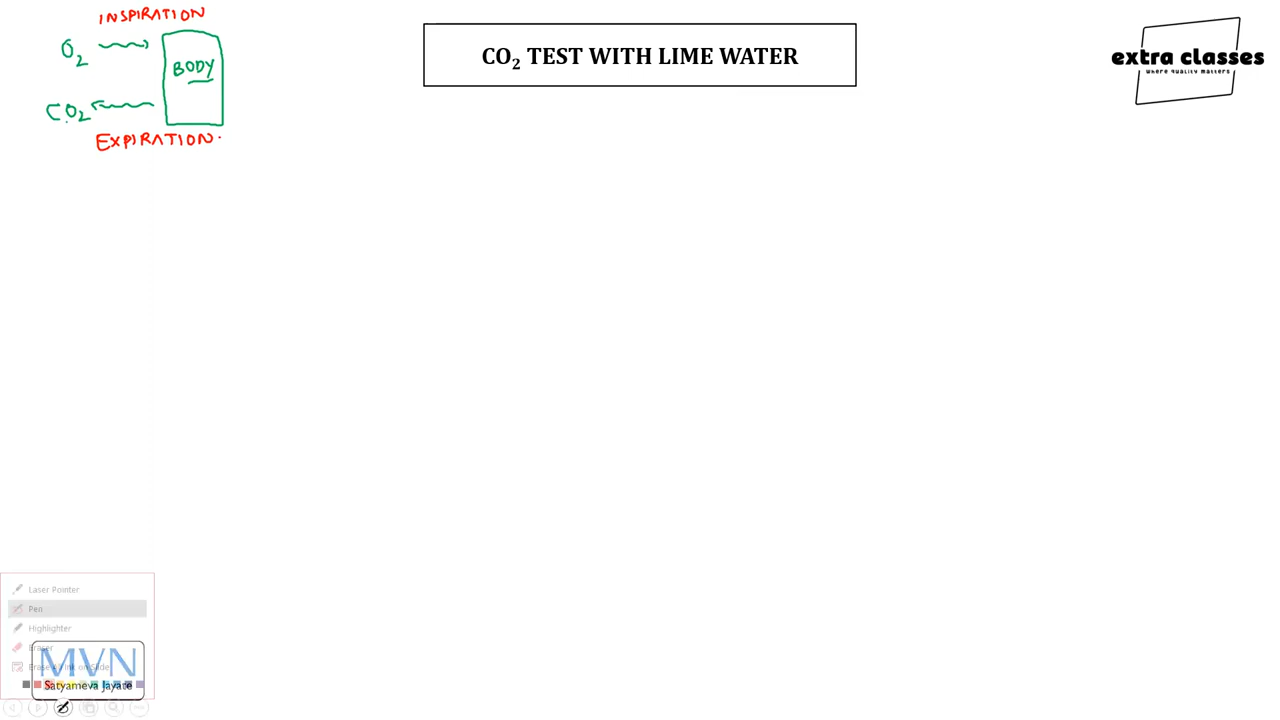 INSPIRATION
O2
BODY
CO2
EXPIRATION.
CO2 TEST WITH LIME WATER
extra classes
where quality matters
Laser Pointer
Pen
Highlighter
Eraser
MVN
Satyameva Jayate